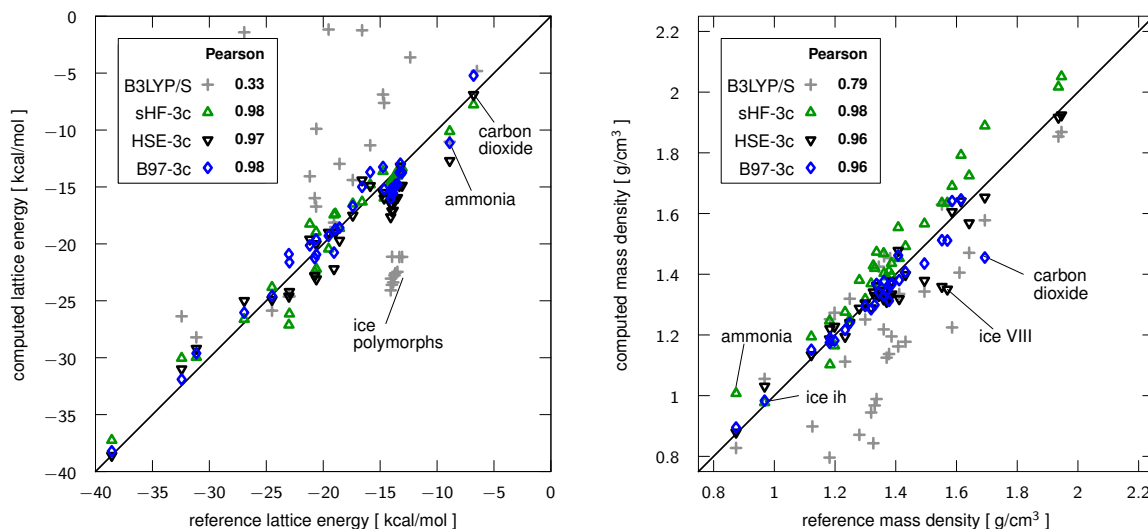 0
−5
−10
−15
−20
−25
−30
−35
−40
computed lattice energy [ kcal/mol ]
Pearson
B3LYP/S 0.33
sHF-3c 0.98
HSE-3c 0.97
B97-3c 0.98
carbon
dioxide
ammonia
ice
polymorphs
−40 −35 −30 −25 −20 −15 −10 −5 0
reference lattice energy [ kcal/mol ]
2.2
2.0
1.8
1.6
1.4
1.2
1.0
0.8
computed mass density [ g/cm³ ]
Pearson
B3LYP/S 0.79
sHF-3c 0.98
HSE-3c 0.96
B97-3c 0.96
carbon
dioxide
ammonia
ice VIII
ice ih
0.8 1 1.2 1.4 1.6 1.8 2 2.2
reference mass density [ g/cm³ ]